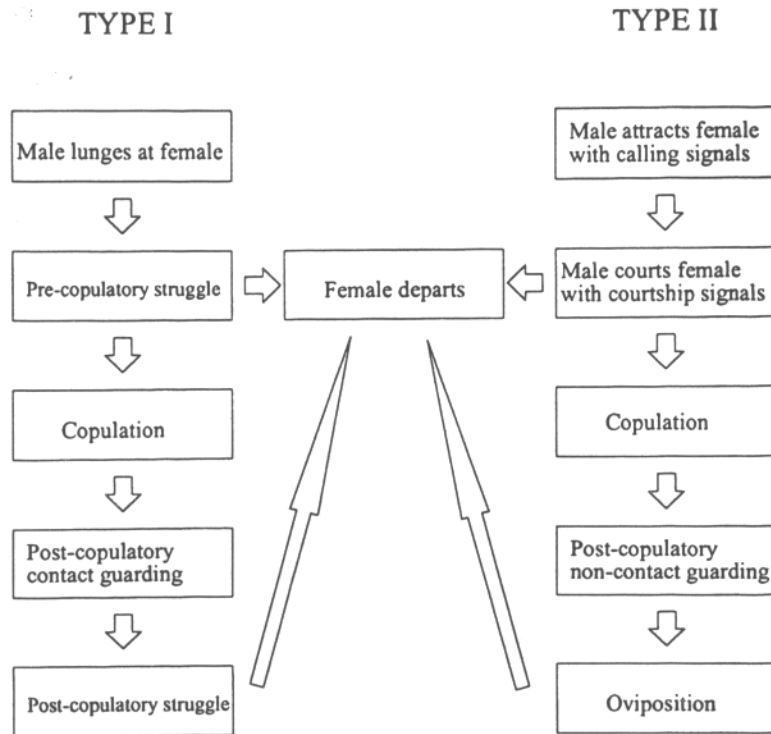 TYPE I
TYPE II
Male lunges at female
Male attracts female
with calling signals
Pre-copulatory struggle
Female departs
Male courts female
with courtship signals
Copulation
Copulation
Post-copulatory
contact guarding
Post-copulatory
non-contact guarding
Post-copulatory struggle
Oviposition